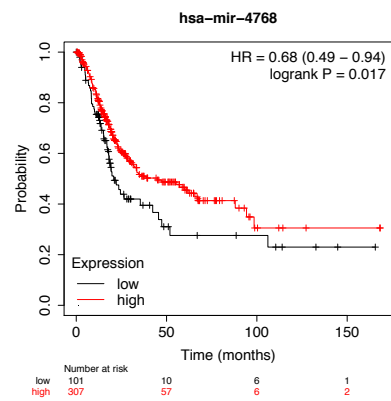 hsa-mir-4768
HR = 0.68 (0.49 − 0.94)
logrank P = 0.017
Probability
1.0
0.8
0.6
0.4
0.2
0.0
Expression
low
high
0 50 100 150
Time (months)
Number at risk
low 101 10 6 1
high 307 57 6 2